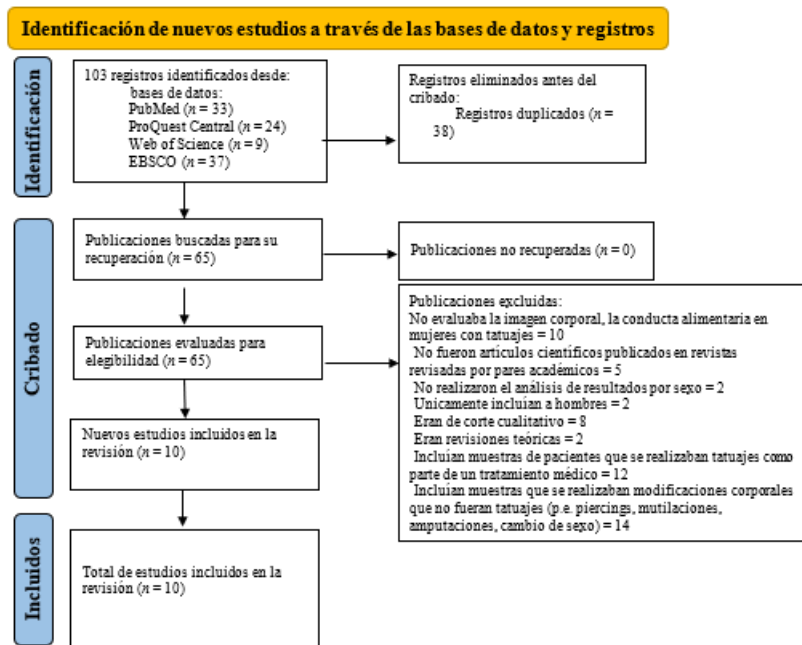 Identificación de nuevos estudios a través de las bases de datos y registros
Identificación
103 registros identificados desde:
bases de datos:
PubMed (n = 33)
ProQuest Central (n = 24)
Web of Science (n = 9)
EBSCO (n = 37)
Registros eliminados antes del
cribado:
Registros duplicados (n =
38)
Cribado
Publicaciones buscadas para su
recuperación (n = 65)
Publicaciones no recuperadas (n = 0)
Publicaciones evaluadas para
elegibilidad (n = 65)
Publicaciones excluidas:
No evaluaba la imagen corporal, la conducta alimentaria en
mujeres con tatuajes = 10
No fueron artículos científicos publicados en revistas
revisadas por pares académicos = 5
No realizaron el análisis de resultados por sexo = 2
Unicamente incluían a hombres = 2
Eran de corte cualitativo = 8
Eran revisiones teóricas = 2
Incluían muestras de pacientes que se realizaban tatuajes como
parte de un tratamiento médico = 12
Incluían muestras que se realizaban modificaciones corporales
que no fueran tatuajes (p.e. piercings, mutilaciones,
amputaciones, cambio de sexo) = 14
Nuevos estudios incluidos en la
revisión (n = 10)
Incluidos
Total de estudios incluidos en la
revisión (n = 10)